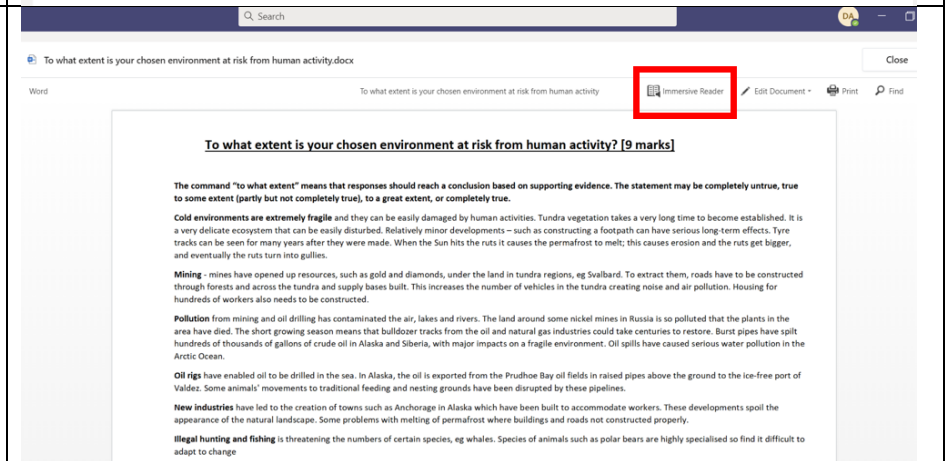 Search
DA
To what extent is your chosen environment at risk from human activity.docx
Close
Word
To what extent is your chosen environment at risk from human activity
Immersive Reader
Edit Document
Print
Find
To what extent is your chosen environment at risk from human activity? [9 marks]
The command "to what extent" means that responses should reach a conclusion based on supporting evidence. The statement may be completely untrue, true
to some extent (partly but not completely true), to a great extent, or completely true.
Cold environments are extremely fragile and they can be easily damaged by human activities. Tundra vegetation takes a very long time to become established. It is
a very delicate ecosystem that can be easily disturbed. Relatively minor developments – such as constructing a footpath can have serious long-term effects. Tyre
tracks can be seen for many years after they were made. When the Sun hits the ruts it causes the permafrost to melt; this causes erosion and the ruts get bigger,
and eventually the ruts turn into gullies.
Mining - mines have opened up resources, such as gold and diamonds, under the land in tundra regions, eg Svalbard. To extract them, roads have to be constructed
through forests and across the tundra and supply bases built. This increases the number of vehicles in the tundra creating noise and air pollution. Housing for
hundreds of workers also needs to be constructed.
Pollution from mining and oil drilling has contaminated the air, lakes and rivers. The land around some nickel mines in Russia is so polluted that the plants in the
area have died. The short growing season means that bulldozer tracks from the oil and natural gas industries could take centuries to restore. Burst pipes have spilt
hundreds of thousands of gallons of crude oil in Alaska and Siberia, with major impacts on a fragile environment. Oil spills have caused serious water pollution in the
Arctic Ocean.
Oil rigs have enabled oil to be drilled in the sea. In Alaska, the oil is exported from the Prudhoe Bay oil fields in raised pipes above the ground to the ice-free port of
Valdez. Some animals' movements to traditional feeding and nesting grounds have been disrupted by these pipelines.
New industries have led to the creation of towns such as Anchorage in Alaska which have been built to accommodate workers. These developments spoil the
appearance of the natural landscape. Some problems with melting of permafrost where buildings and roads not constructed properly.
Illegal hunting and fishing is threatening the numbers of certain species, eg whales. Species of animals such as polar bears are highly specialised so find it difficult to
adapt to change